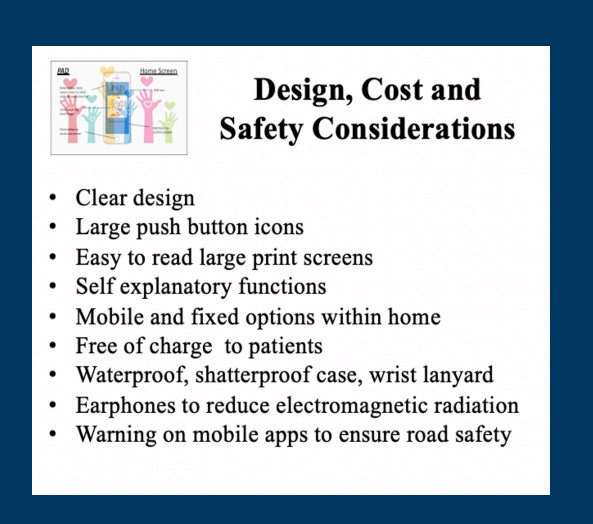 PAD
Home Screen
PAD
Design, Cost and
Safety Considerations
• Clear design
• Large push button icons
• Easy to read large print screens
• Self explanatory functions
• Mobile and fixed options within home
• Free of charge to patients
• Waterproof, shatterproof case, wrist lanyard
• Earphones to reduce electromagnetic radiation
• Warning on mobile apps to ensure road safety